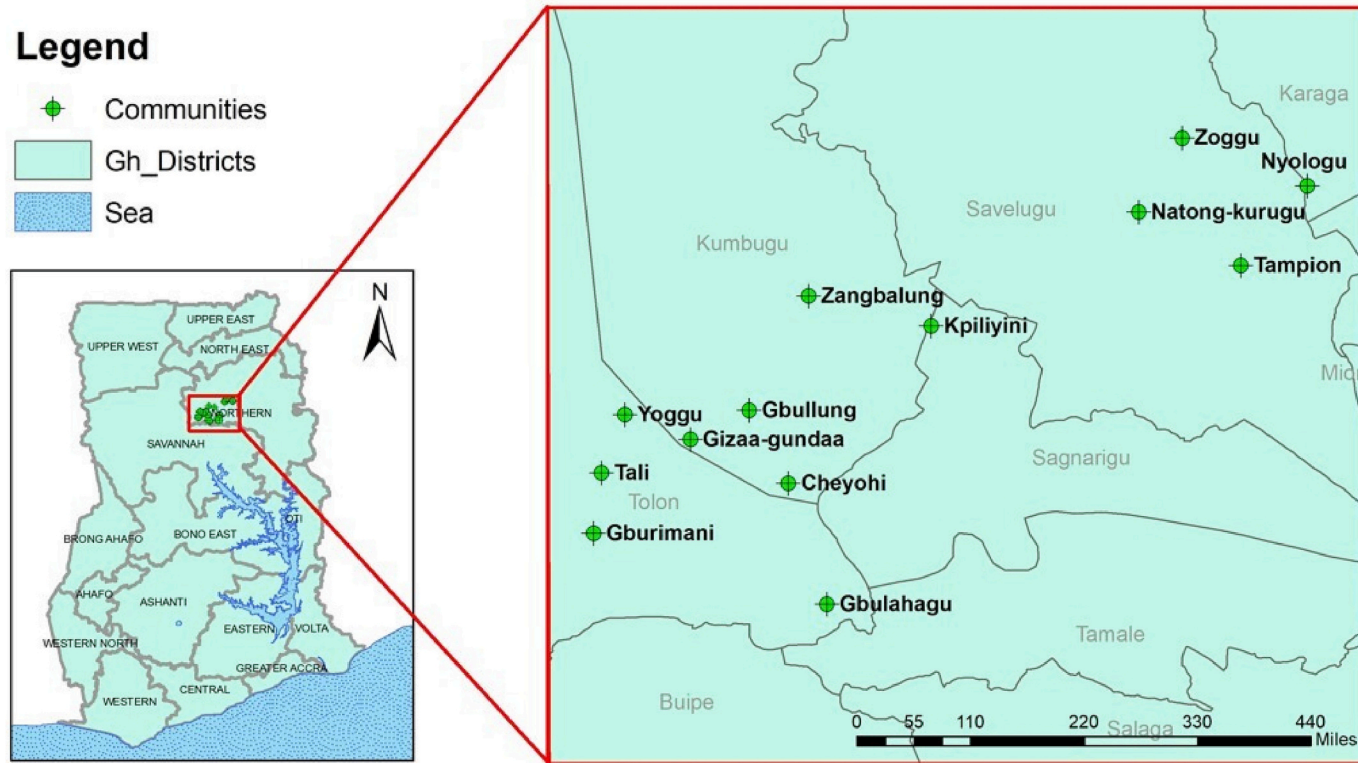 Legend
Communities
Gh_Districts
Sea
N
UPPER EAST
UPPER WEST
NORTH EAST
NORTHERN
SAVANNAH
OTI
BONO EAST
BRONG AHAFO
AHAFO
ASHANTI
EASTERN
VOLTA
WESTERN NORTH
GREATER ACCRA
CENTRAL
WESTERN
Karaga
Zoggu
Nyologu
Savelugu
Natong-kurugu
Kumbugu
Tampion
Zangbalung
Kpiliyini
Mion
Yoggu
Gbullung
Gizaa-gundaa
Sagnarigu
Tali
Cheyohi
Tolon
Gburimani
Gbulahagu
Tamale
Buipe
0 55 110 220 330 440
Miles
Salaga